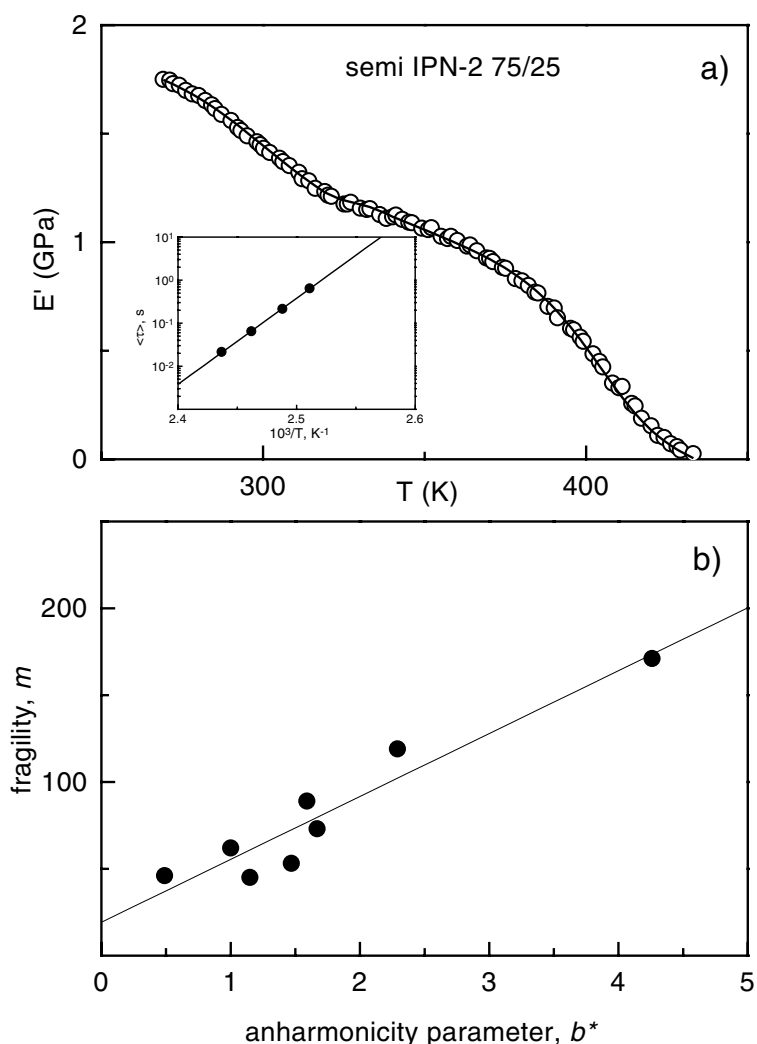 2
semi IPN-2 75/25
a)
E' (GPa)
1
10¹
10⁰
10⁻¹
10⁻²
<τ>, s
2.4
2.5
2.6
10³/T, K⁻¹
0
300
T (K)
400
b)
200
fragility, m
100
0
1
2
3
4
5
anharmonicity parameter, b*